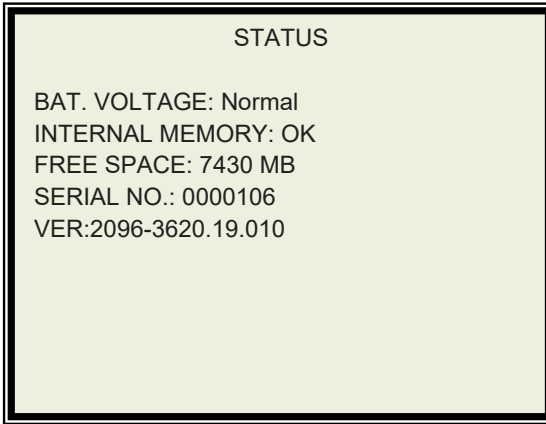 STATUS
BAT. VOLTAGE: Normal
INTERNAL MEMORY: OK
FREE SPACE: 7430 MB
SERIAL NO.: 0000106
VER:2096-3620.19.010